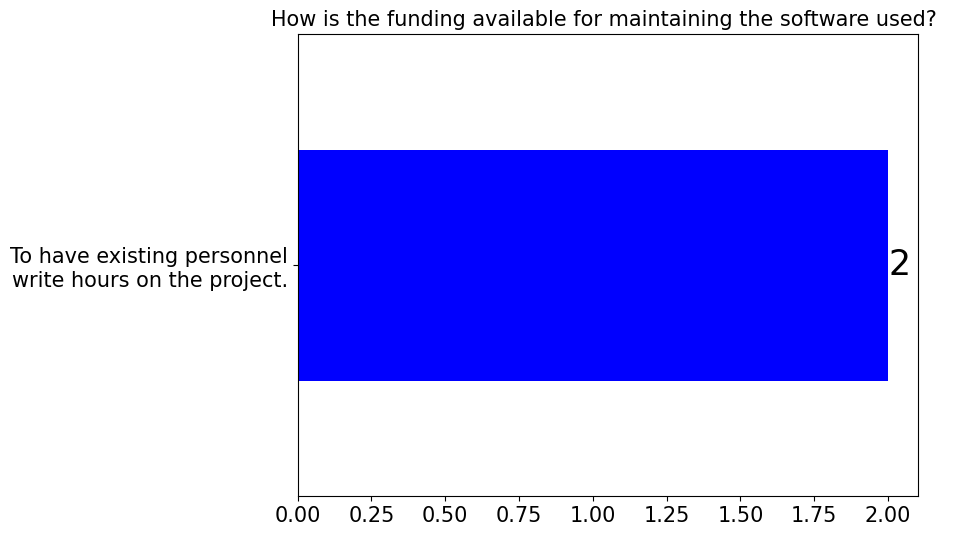 How is the funding available for maintaining the software used?
To have existing personnel
write hours on the project.
2
0.00 0.25 0.50 0.75 1.00 1.25 1.50 1.75 2.00